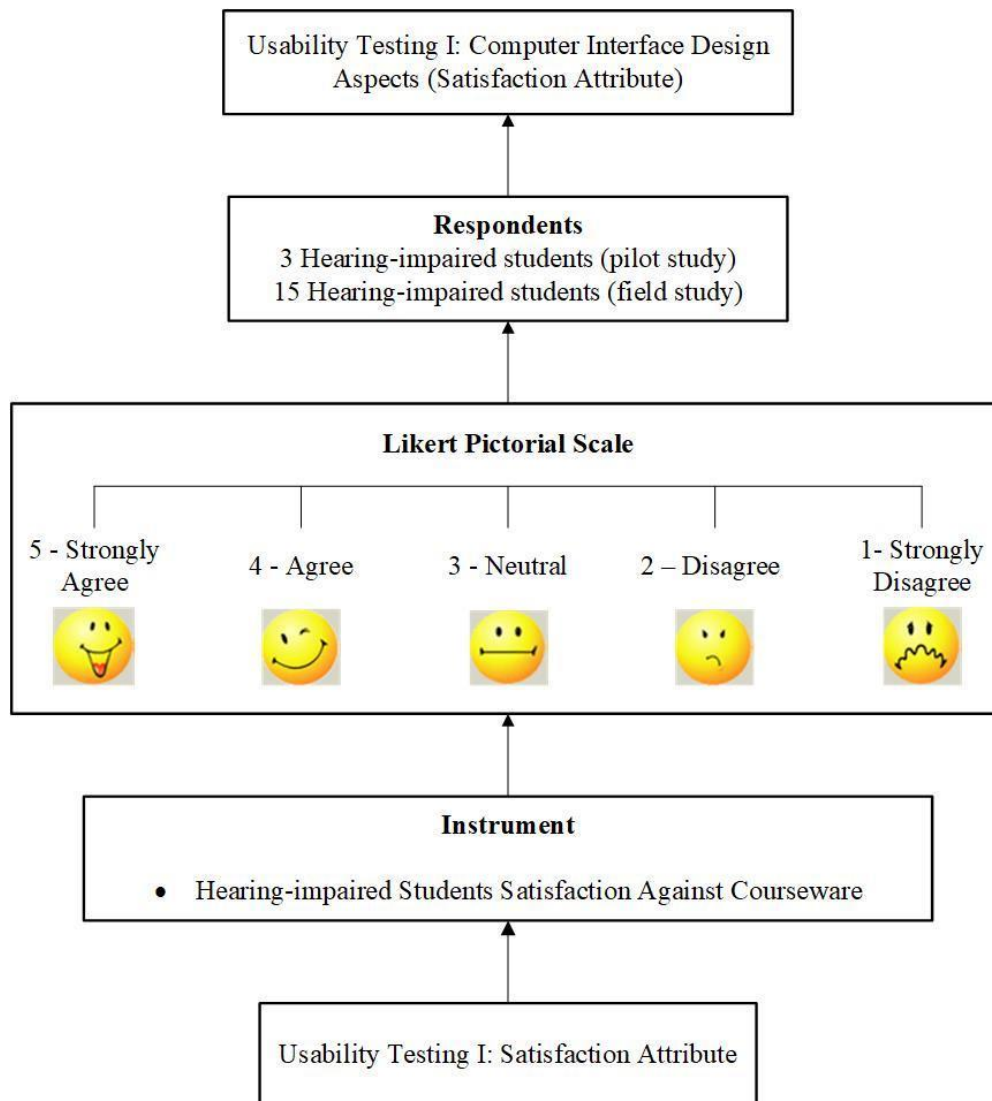 Usability Testing I: Computer Interface Design
Aspects (Satisfaction Attribute)
Respondents
3 Hearing-impaired students (pilot study)
15 Hearing-impaired students (field study)
Likert Pictorial Scale
5 - Strongly
Agree
4 - Agree
3 - Neutral
2 – Disagree
1- Strongly
Disagree
Instrument
• Hearing-impaired Students Satisfaction Against Courseware
Usability Testing I: Satisfaction Attribute